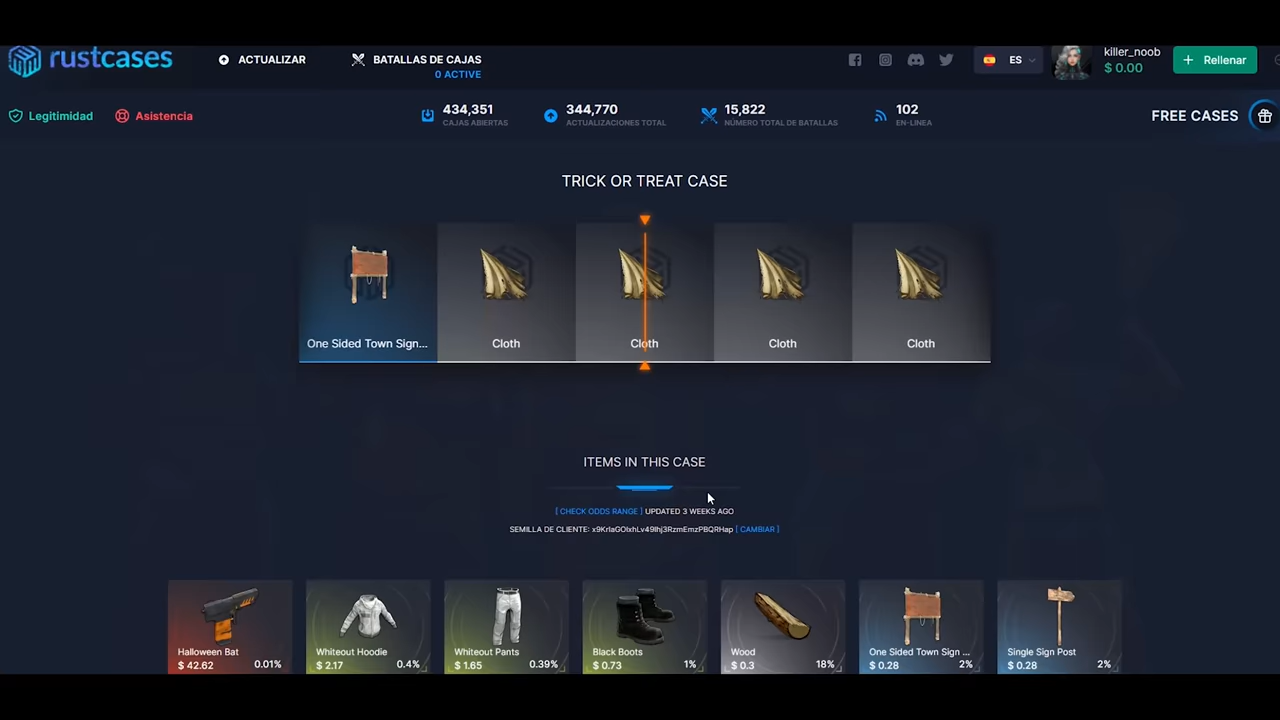 rustcases
ACTUALIZAR
BATALLAS DE CAJAS
0 ACTIVE
ES
killer_noob
$ 0.00
Rellenar
Legitimidad
Asistencia
434,351
CAJAS ABIERTAS
344,770
ACTUALIZACIONES TOTAL
15,822
NÚMERO TOTAL DE BATALLAS
102
EN-LINEA
FREE CASES
TRICK OR TREAT CASE
One Sided Town Sign...
Cloth
Cloth
Cloth
Cloth
ITEMS IN THIS CASE
[ CHECK ODDS RANGE ] UPDATED 3 WEEKS AGO
SEMILLA DE CLIENTE: [ CAMBIAR ]
Halloween Bat
$ 42.62 0.01%
Whiteout Hoodie
$ 2.17 0.4%
Whiteout Pants
$ 1.65 0.39%
Black Boots
$ 0.73 1%
Wood
$ 0.3 18%
One Sided Town Sign ...
$ 0.28 2%
Single Sign Post
$ 0.28 2%